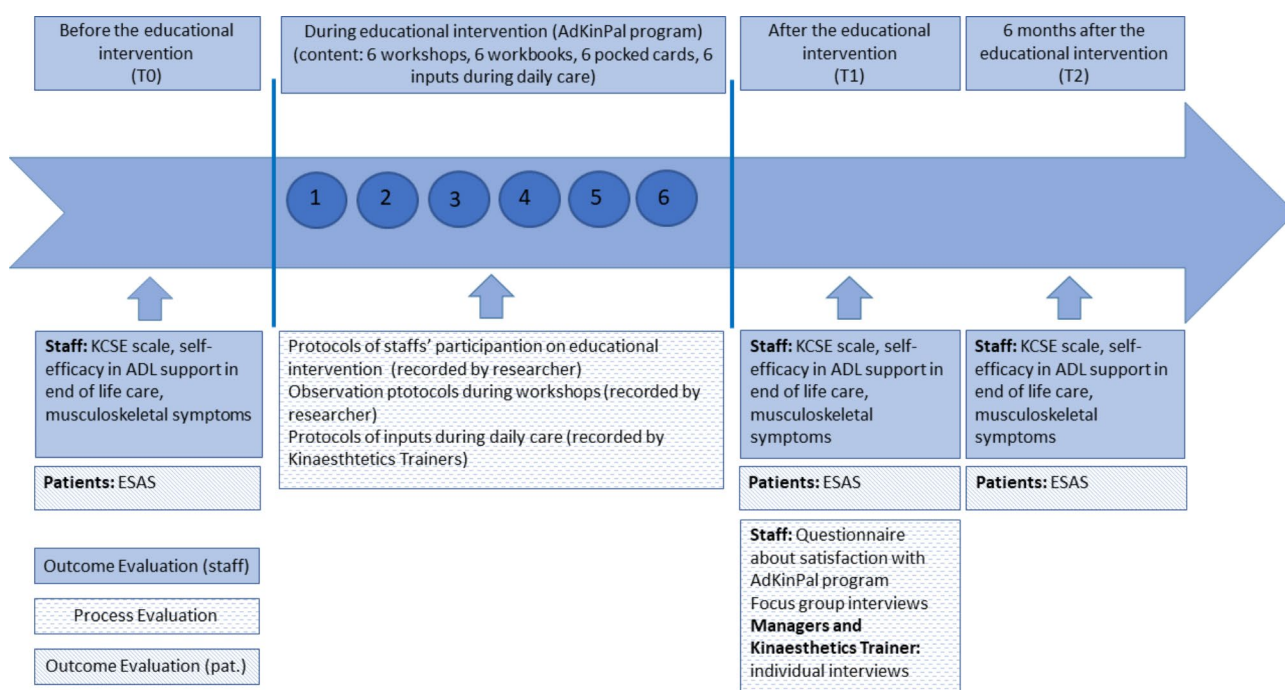 Before the educational
intervention
(T0)
During educational intervention (AdKinPal program)
(content: 6 workshops, 6 workbooks, 6 pocked cards, 6
inputs during daily care)
After the educational
intervention
(T1)
6 months after the
educational intervention
(T2)
1 2 3 4 5 6
Staff: KCSE scale, self-
efficacy in ADL support in
end of life care,
musculoskeletal symptoms
Patients: ESAS
Protocols of staffs' participantion on educational
intervention (recorded by researcher)
Observation ptotocols during workshops (recorded by
researcher)
Protocols of inputs during daily care (recorded by
Kinaesthtetics Trainers)
Staff: KCSE scale, self-
efficacy in ADL support in
end of life care,
musculoskeletal
symptoms
Patients: ESAS
Staff: Questionnaire
about satisfaction with
AdKinPal program
Focus group interviews
Managers and
Kinaesthetics Trainer:
individual interviews
Staff: KCSE scale, self-
efficacy in ADL support in
end of life care,
musculoskeletal
symptoms
Patients: ESAS
Outcome Evaluation (staff)
Process Evaluation
Outcome Evaluation (pat.)